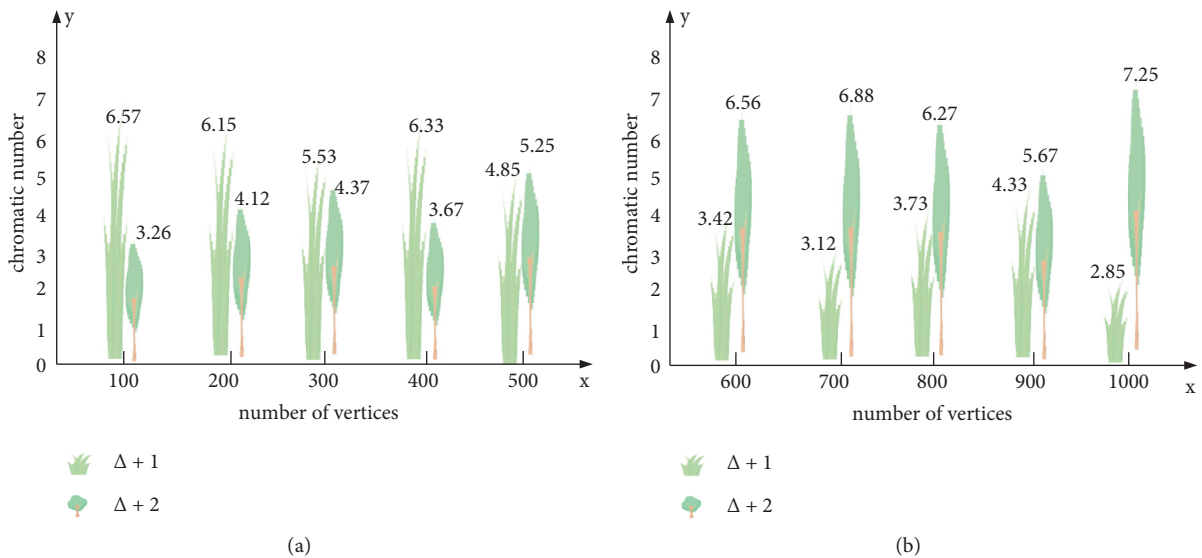 y
8
7
6
5
4
3
2
1
0
chromatic number
6.57
3.26
6.15
4.12
5.53
4.37
6.33
3.67
4.85
5.25
100 200 300 400 500
x
number of vertices
Δ + 1
Δ + 2
(a)
y
8
7
6
5
4
3
2
1
0
chromatic number
3.42
6.56
3.12
6.88
3.73
6.27
4.33
5.67
2.85
7.25
600 700 800 900 1000
x
number of vertices
Δ + 1
Δ + 2
(b)